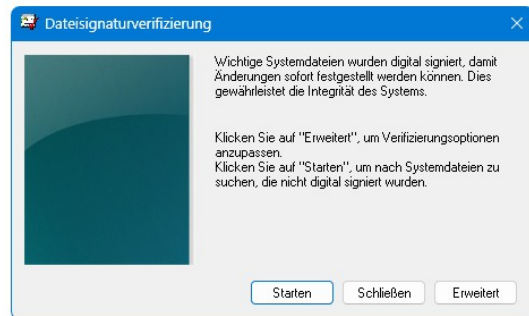 Dateisignaturverifizierung
Wichtige Systemdateien wurden digital signiert, damit
Änderungen sofort festgestellt werden können. Dies
gewährleistet die Integrität des Systems.
Klicken Sie auf "Erweitert", um Verifizierungsoptionen
anzupassen.
Klicken Sie auf "Starten", um nach Systemdateien zu
suchen, die nicht digital signiert wurden.
Starten Schließen Erweitert